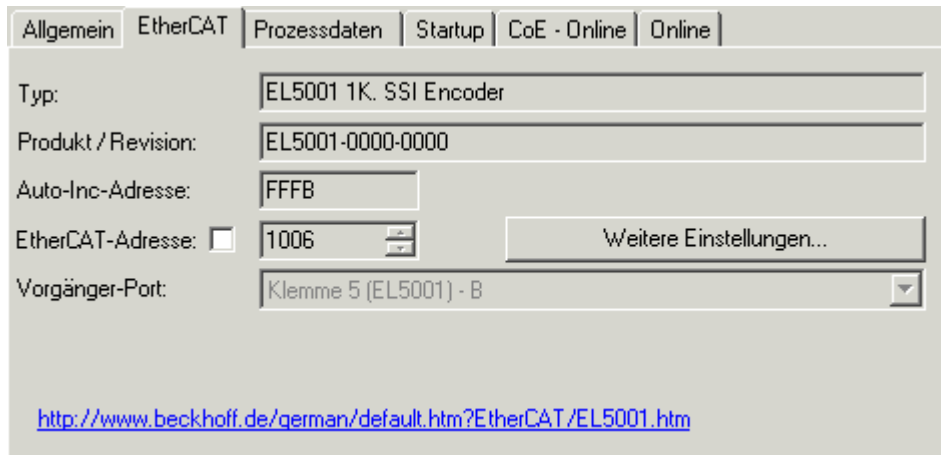 Allgemein EtherCAT Prozessdaten Startup CoE - Online Online
Typ: EL5001 1K. SSI Encoder
Produkt / Revision: EL5001-0000-0000
Auto-Inc-Adresse: FFFB
EtherCAT-Adresse: 1006 Weitere Einstellungen...
Vorgänger-Port: Klemme 5 (EL5001) - B
http://www.beckhoff.de/german/default.htm?EtherCAT/EL5001.htm